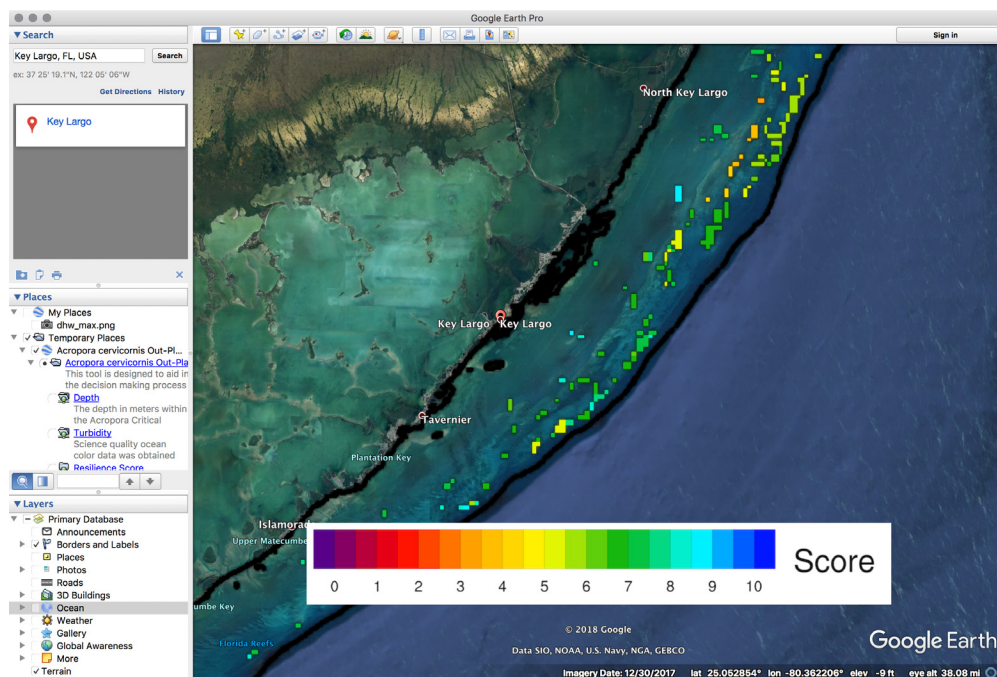 Google Earth Pro
▼ Search
Key Largo, FL, USA
Search
ex: 37 25' 19.1"N, 122 05' 06"W
Get Directions History
Key Largo
▼ Places
My Places
dhw_max.png
Temporary Places
Acropora cervicornis Out-Pl...
Acropora cervicornis Out-Pla
This tool is designed to aid in
the decision making process
Depth
The depth in meters within
the Acropora Critical
Turbidity
Science quality ocean
color data was obtained
Resilience Score
▼ Layers
Primary Database
Announcements
Borders and Labels
Places
Photos
Roads
3D Buildings
Ocean
Weather
Gallery
Global Awareness
More
Terrain
Sign in
North Key Largo
Key Largo Key Largo
Tavernier
Plantation Key
Islamorad
Upper Matecumbe
umbe Key
Florida Reefs
0 1 2 3 4 5 6 7 8 9 10
Score
© 2018 Google
Data SIO, NOAA, U.S. Navy, NGA, GEBCO
Google Earth
Imagery Date: 12/30/2017 lat 25.052854° lon -80.362206° elev -9 ft eye alt 38.08 mi